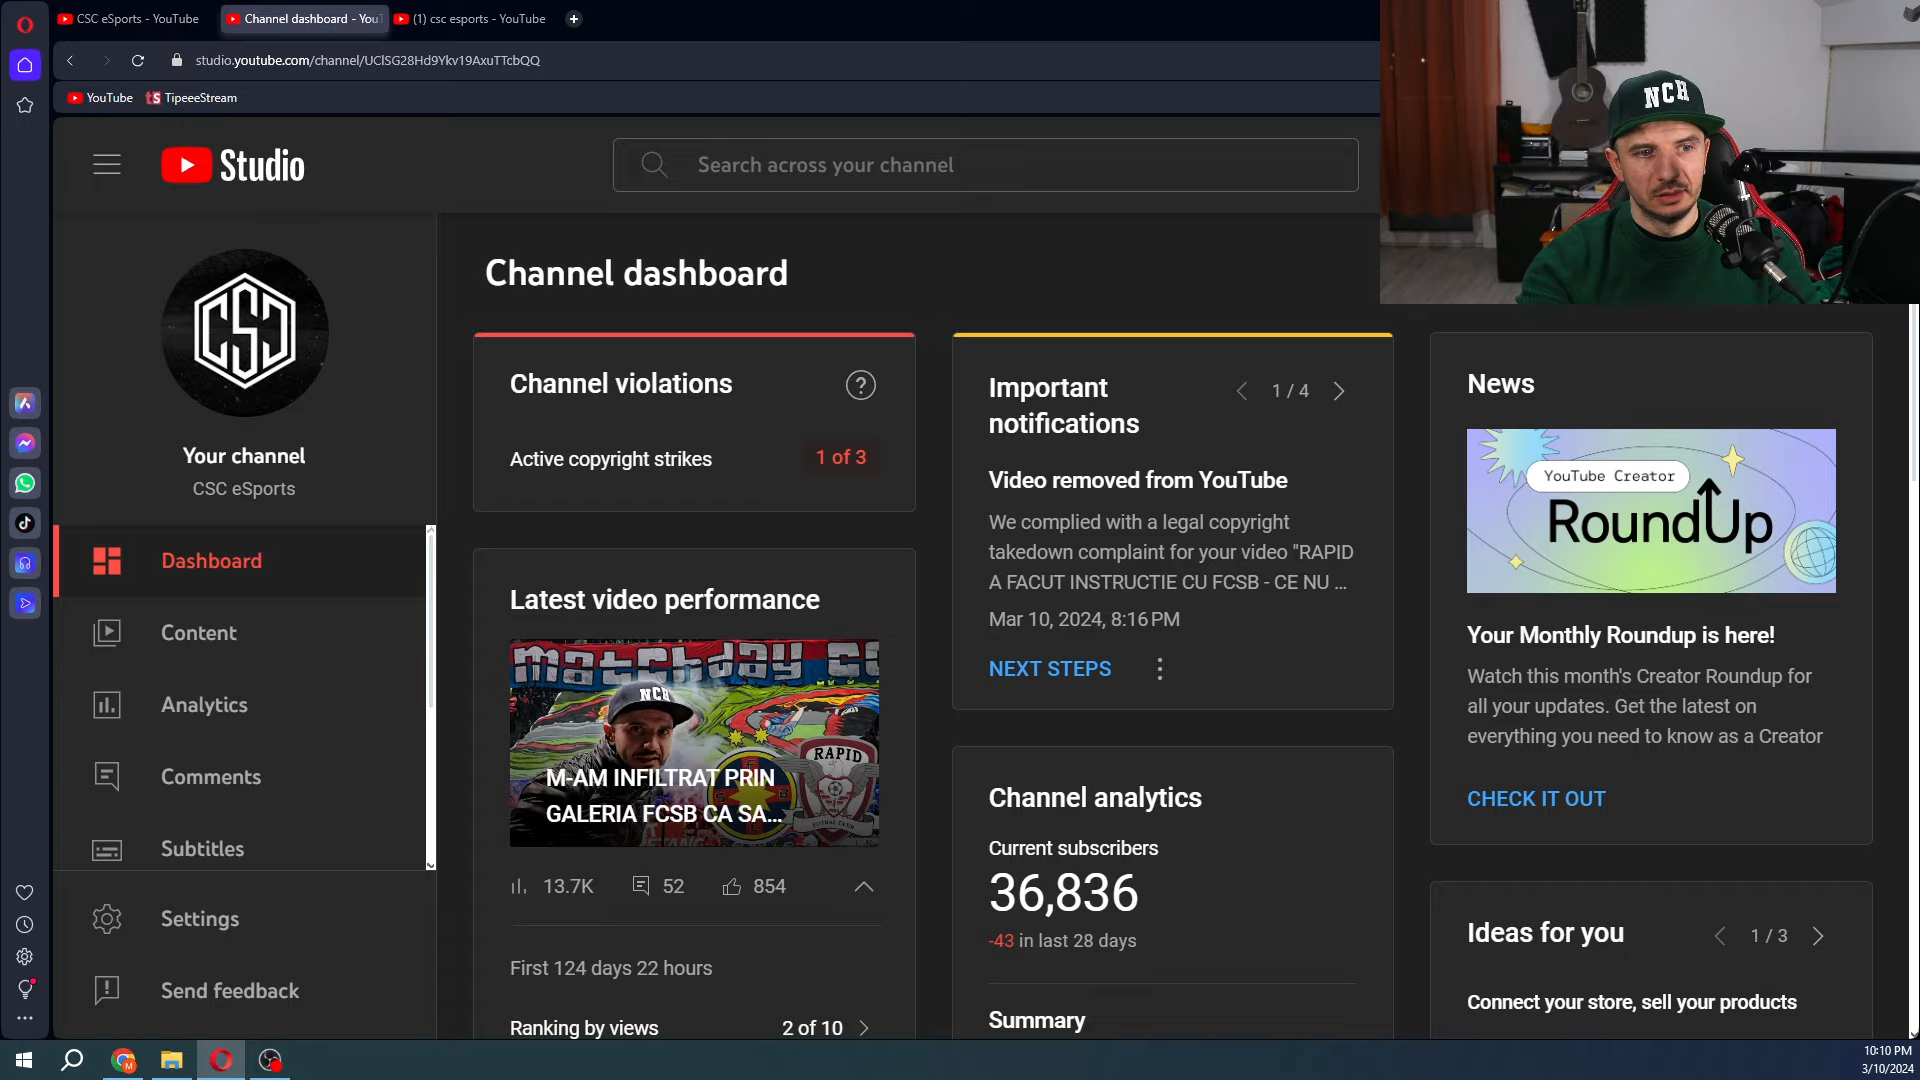 CSC eSports - YouTube
Channel dashboard - You
(1) csc esports - YouTube
studio.youtube.com/channel/UClSG28Hd9Ykv19AxuTTcbQQ
YouTube
TipeeeStream
Studio
Search across your channel
NCH
CSC
Your channel
CSC eSports
Dashboard
Content
Analytics
Comments
Subtitles
Settings
Send feedback
Channel dashboard
Channel violations
Active copyright strikes
1 of 3
Latest video performance
matchday
NCH
RAPID
M-AM INFILTRAT PRIN
GALERIA FCSB CA SA...
13.7K
52
854
First 124 days 22 hours
Ranking by views
2 of 10
Important
notifications
1 / 4
Video removed from YouTube
We complied with a legal copyright
takedown complaint for your video "RAPID
A FACUT INSTRUCTIE CU FCSB - CE NU ...
Mar 10, 2024, 8:16 PM
NEXT STEPS
Channel analytics
Current subscribers
36,836
-43 in last 28 days
Summary
News
YouTube Creator
RoundUp
Your Monthly Roundup is here!
Watch this month's Creator Roundup for
all your updates. Get the latest on
everything you need to know as a Creator
CHECK IT OUT
Ideas for you
1 / 3
Connect your store, sell your products
10:10 PM
3/10/2024